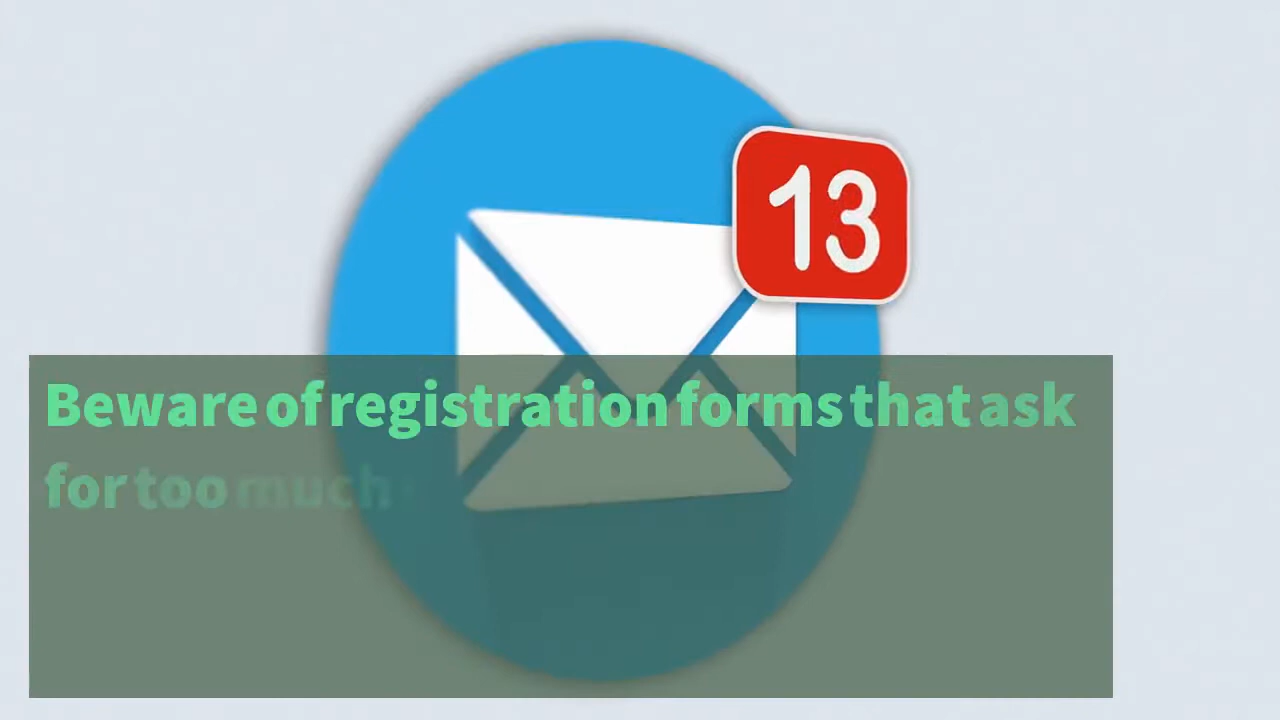 13
Beware of registration forms that ask
for too much